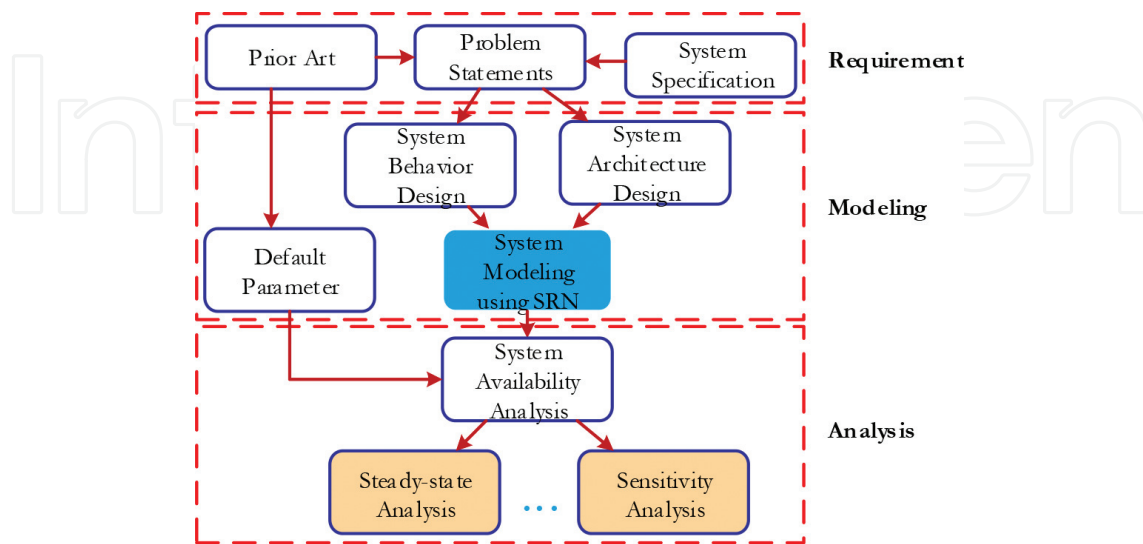 Prior Art
Problem
Statements
System
Specification
Requirement
System
Behavior
Design
System
Architecture
Design
Modeling
Default
Parameter
System
Modeling
using SRN
System
Availability
Analysis
Analysis
Steady-state
Analysis
...
Sensitivity
Analysis